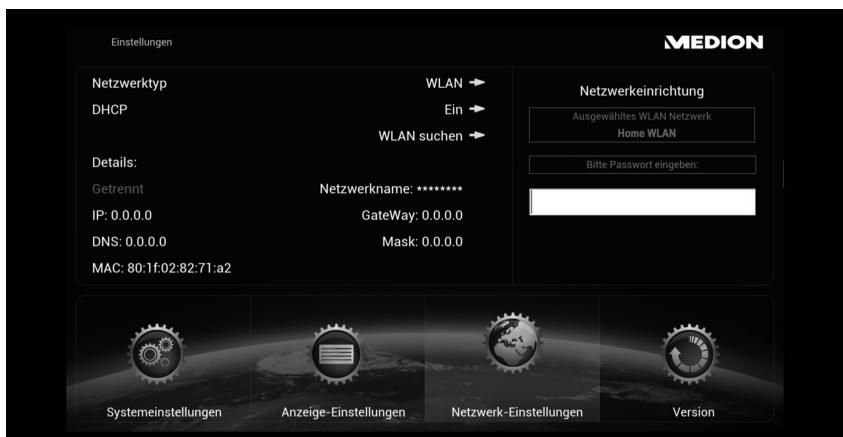 Einstellungen
MEDION
Netzwerktyp WLAN
DHCP Ein
WLAN suchen
Details:
Getrennt Netzwerkname: ********
IP: 0.0.0.0 GateWay: 0.0.0.0
DNS: 0.0.0.0 Mask: 0.0.0.0
MAC: 80:1f:02:82:71:a2
Netzwerkeinrichtung
Ausgewähltes WLAN Netzwerk
Home WLAN
Bitte Passwort eingeben:
Systemeinstellungen
Anzeige-Einstellungen
Netzwerk-Einstellungen
Version